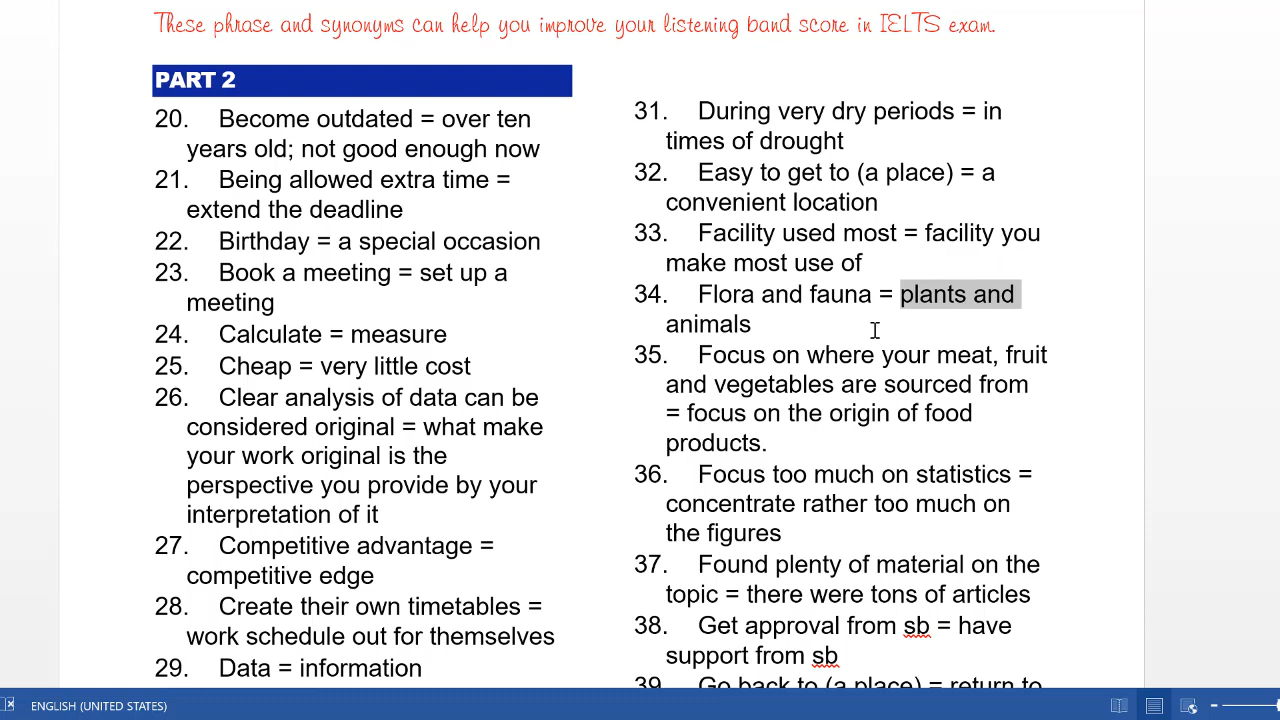 These phrase and synonyms can help you improve your listening band score in IELTS exam.
PART 2
20. Become outdated = over ten
years old; not good enough now
21. Being allowed extra time =
extend the deadline
22. Birthday = a special occasion
23. Book a meeting = set up a
meeting
24. Calculate = measure
25. Cheap = very little cost
26. Clear analysis of data can be
considered original = what make
your work original is the
perspective you provide by your
interpretation of it
27. Competitive advantage =
competitive edge
28. Create their own timetables =
work schedule out for themselves
29. Data = information
31. During very dry periods = in
times of drought
32. Easy to get to (a place) = a
convenient location
33. Facility used most = facility you
make most use of
34. Flora and fauna = plants and
animals
35. Focus on where your meat, fruit
and vegetables are sourced from
= focus on the origin of food
products.
36. Focus too much on statistics =
concentrate rather too much on
the figures
37. Found plenty of material on the
topic = there were tons of articles
38. Get approval from sb = have
support from sb
39. Go back to (a place) = return to
ENGLISH (UNITED STATES)